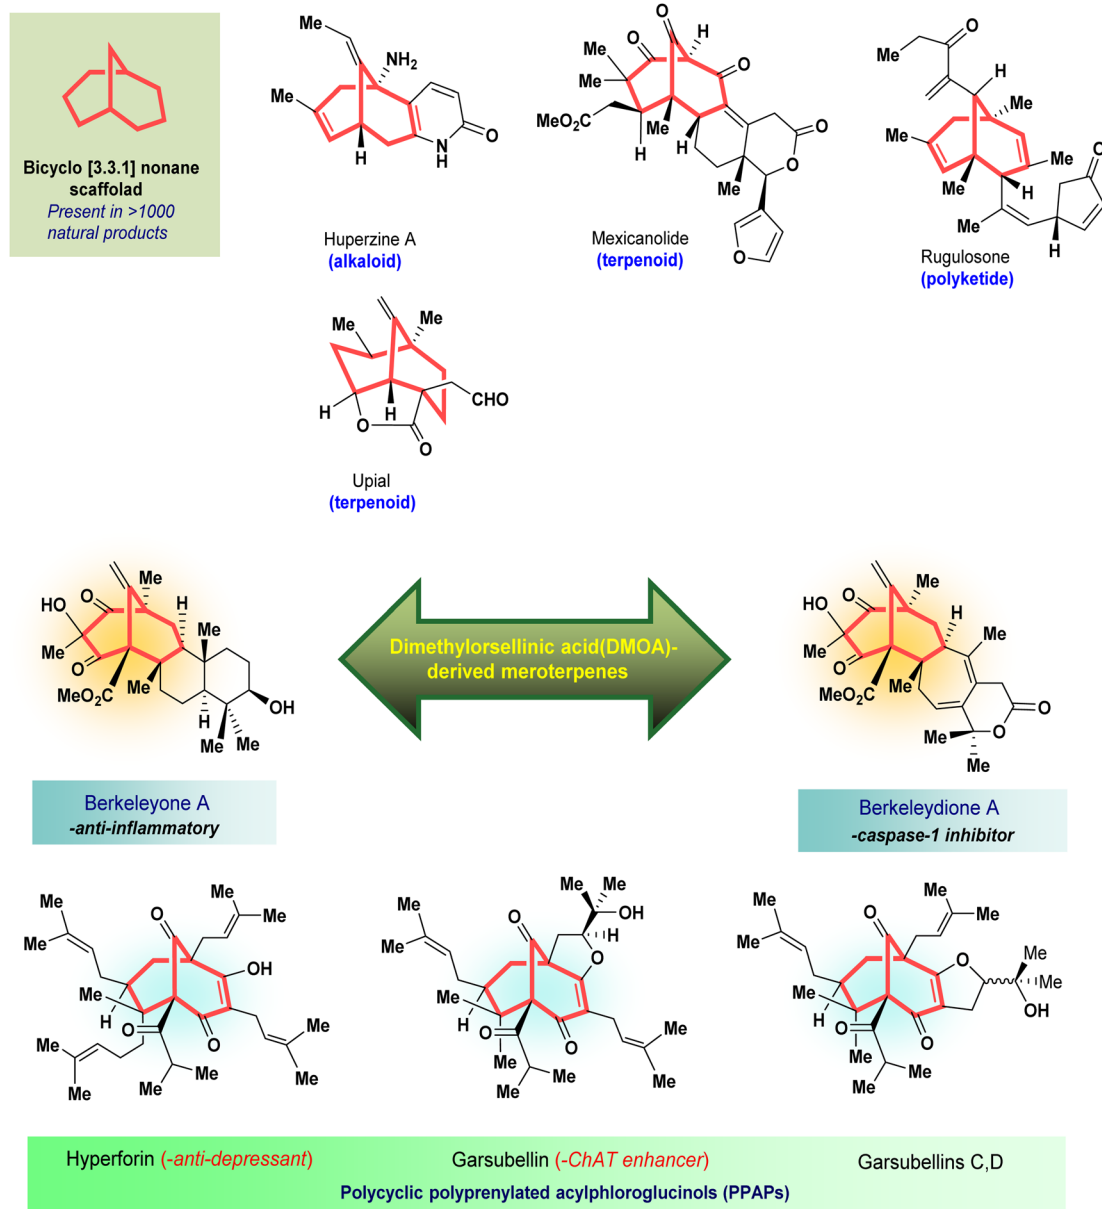 Bicyclo [3.3.1] nonane
scaffolad
Present in >1000
natural products
Me
NH₂
Me
H
N
H
O
Huperzine A
(alkaloid)
O
O
H
Me
Me
O
MeO₂C
Me
H
H
O
O
Me
O
Mexicanolide
(terpenoid)
O
Me
H
Me
Me
Me
Me
H
Me
O
H
Rugulosone
(polyketide)
Me
Me
H
H
O
O
CHO
Upial
(terpenoid)
Me
HO
O
H
Me
Me
O
MeO₂C
Me
H
OH
Me
Me
Berkeleyone A
-anti-inflammatory
Dimethylorsellinic acid(DMOA)-
derived meroterpenes
Me
HO
O
H
Me
Me
O
MeO₂C
Me
O
O
Me
Me
Berkeleydione A
-caspase-1 inhibitor
Me
Me
Me
Me
O
OH
Me
H
O
O
Me
Me
Me
Me
Me
Me
Me
Me
O
Me
Me
OH
H
O
Me
H
O
O
Me
Me
Me
Me
Me
Me
Me
Me
Me
O
O
Me
Me
OH
Me
H
O
O
Me
Me
Me
Hyperforin (-anti-depressant)
Garsubellin (-ChAT enhancer)
Garsubellins C,D
Polycyclic polyprenylated acylphloroglucinols (PPAPs)